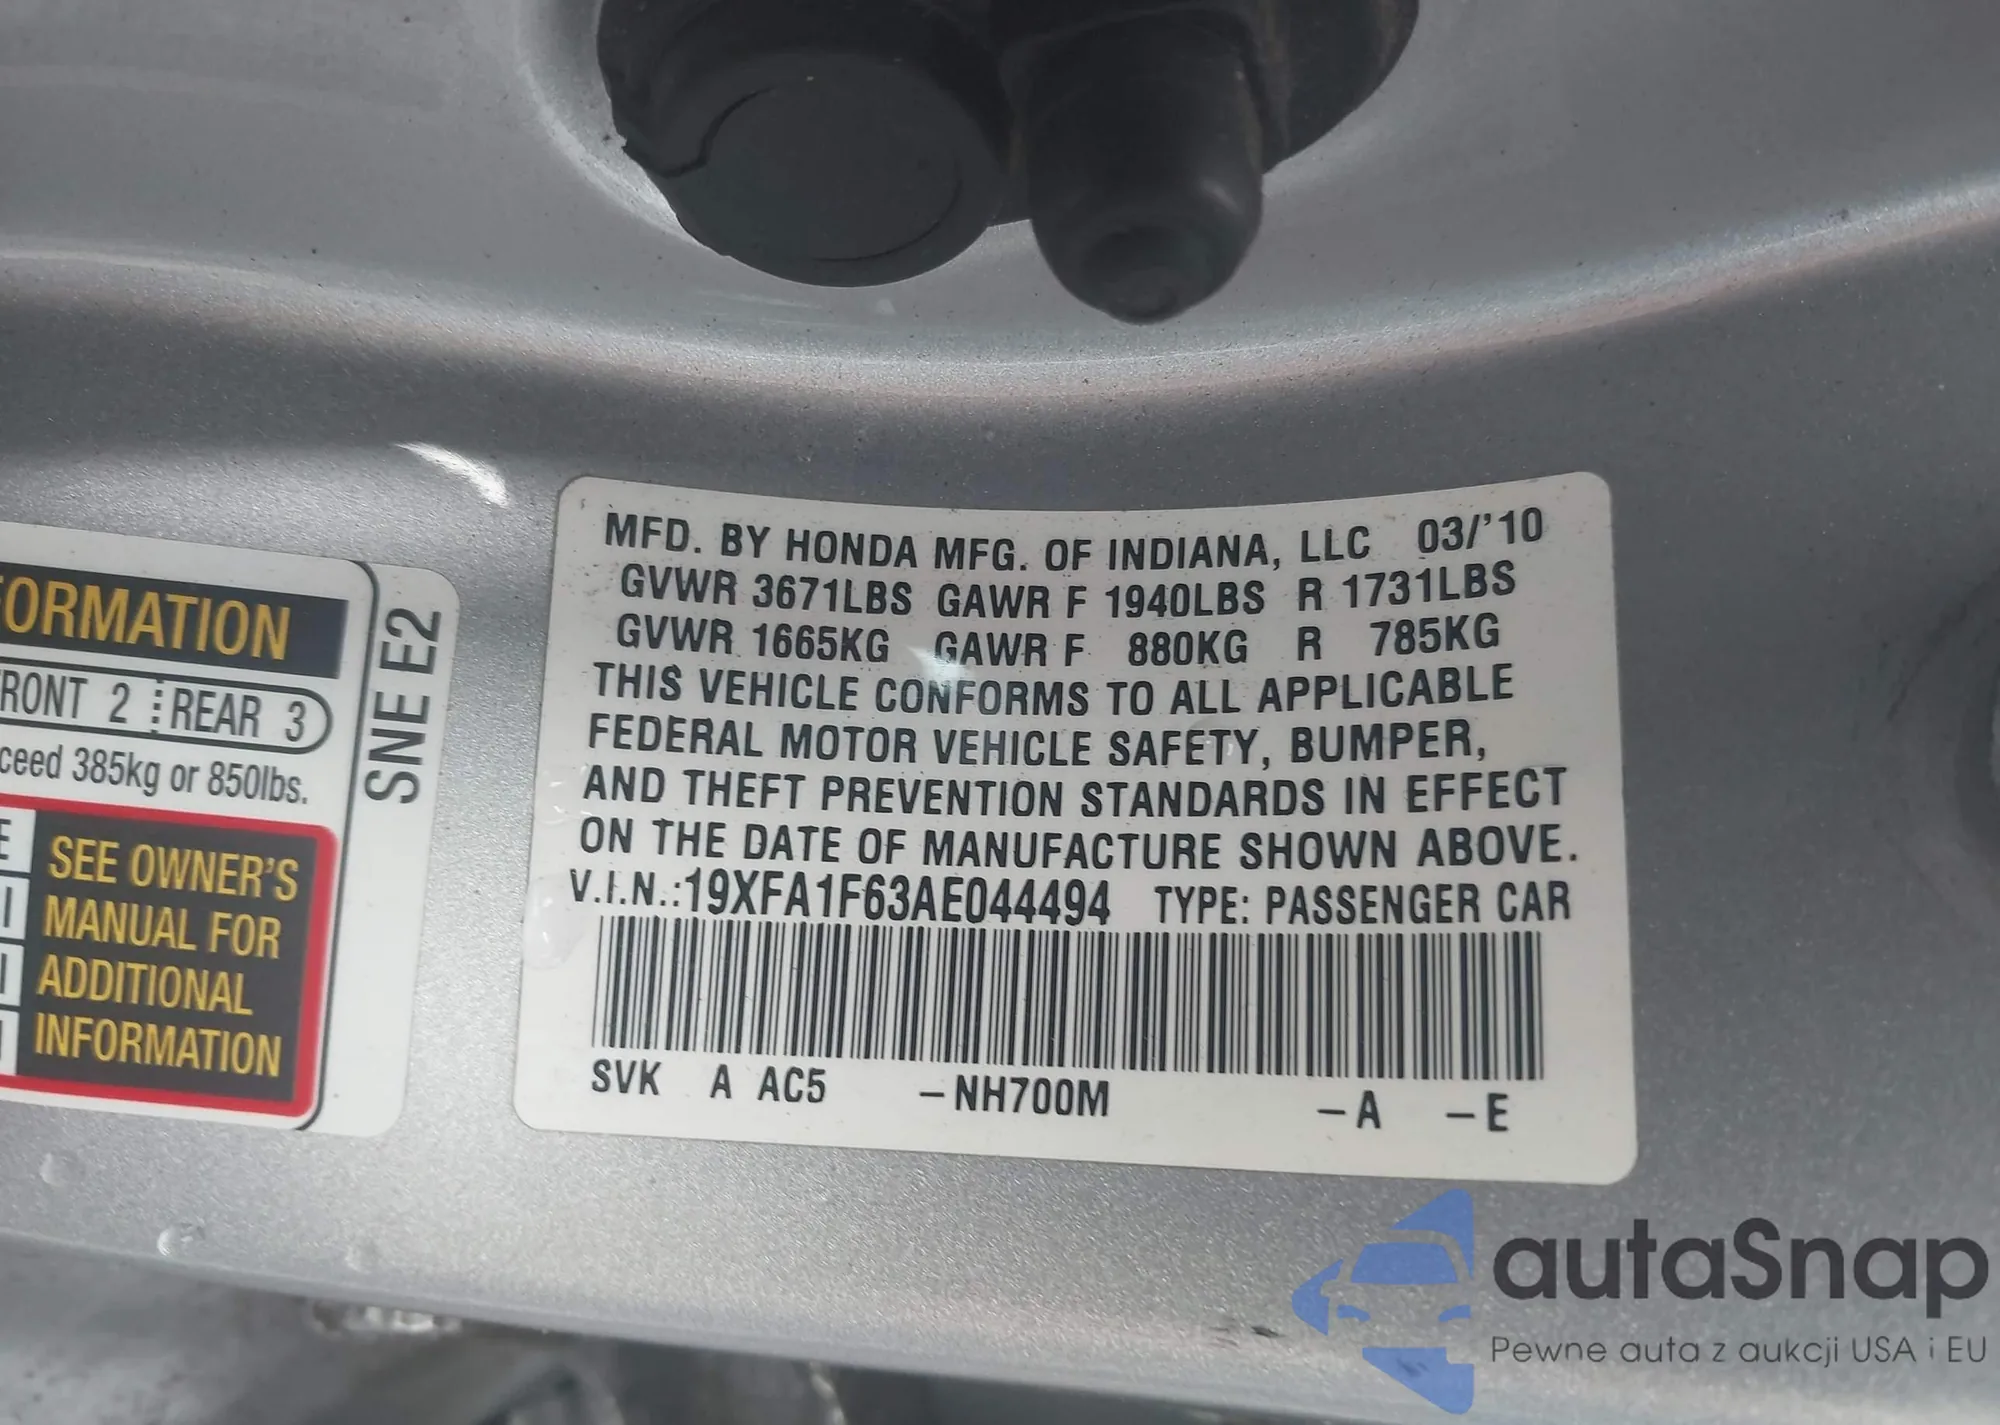 ORMATION
RONT 2 REAR 3
ceed 385kg or 850lbs.
SEE OWNER'S
MANUAL FOR
ADDITIONAL
INFORMATION
SNE E2
MFD. BY HONDA MFG. OF INDIANA, LLC 03/'10
GVWR 3671LBS GAWR F 1940LBS R 1731LBS
GVWR 1665KG GAWR F 880KG R 785KG
THIS VEHICLE CONFORMS TO ALL APPLICABLE
FEDERAL MOTOR VEHICLE SAFETY, BUMPER,
AND THEFT PREVENTION STANDARDS IN EFFECT
ON THE DATE OF MANUFACTURE SHOWN ABOVE.
V.I.N.:19XFA1F63AE044494 TYPE: PASSENGER CAR
SVK A AC5 -NH700M -A -E
autaSnap
Pewne auta z aukcji USA i EU